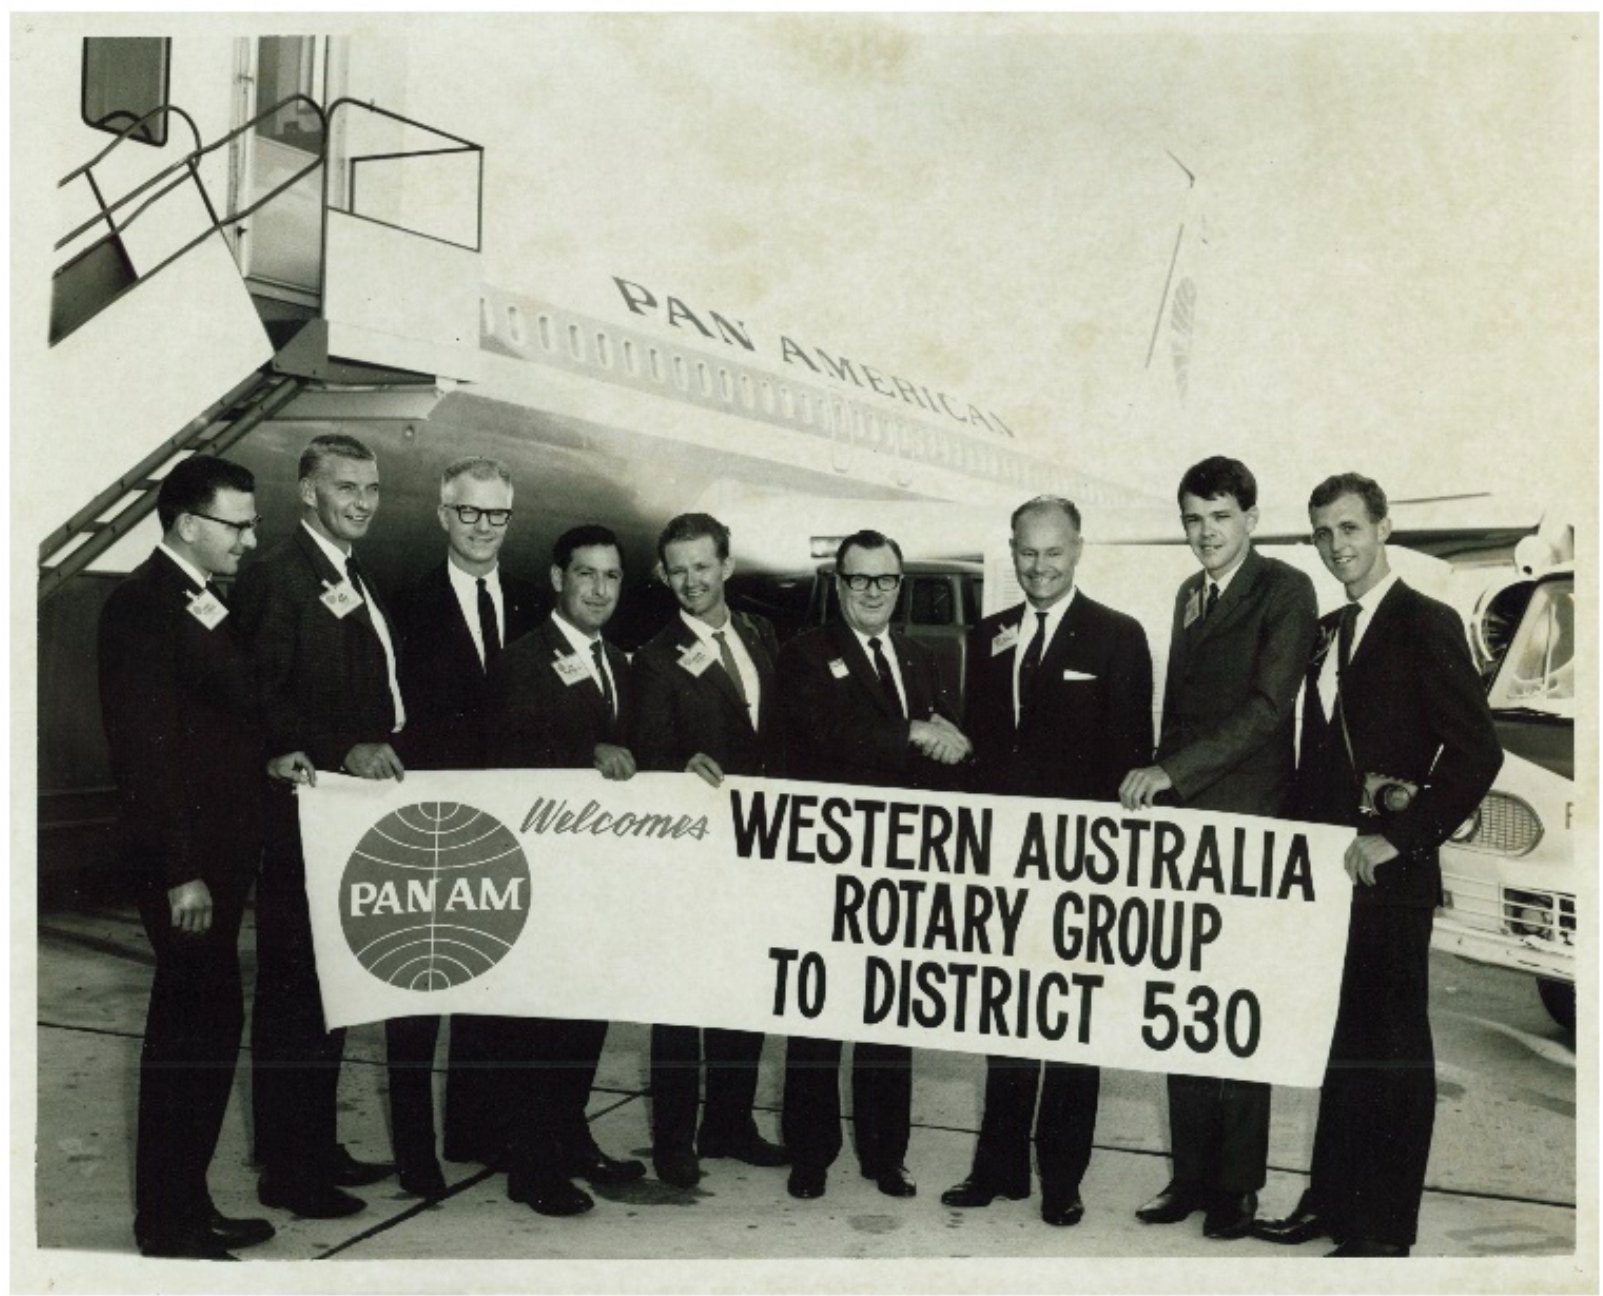 PAN AMERICAN
Welcomes
PAN AM
WESTERN AUSTRALIA
ROTARY GROUP
TO DISTRICT 530